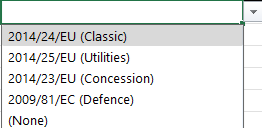 2014/24/EU (Classic)
2014/25/EU (Utilities)
2014/23/EU (Concession)
2009/81/EC (Defence)
(None)